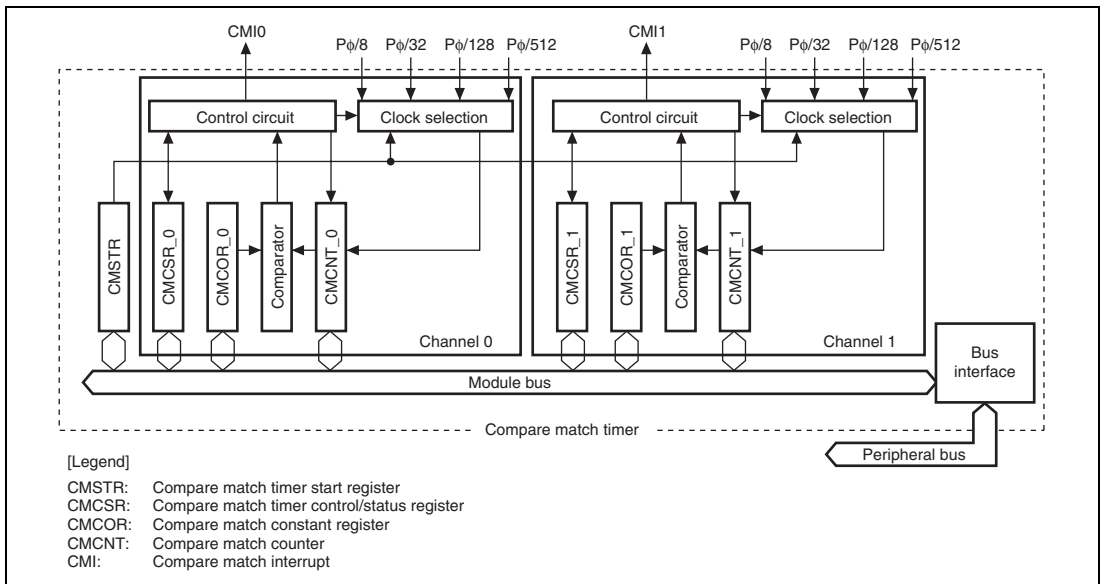 CMI0
Pφ/8 Pφ/32 Pφ/128 Pφ/512
CMI1
Pφ/8 Pφ/32 Pφ/128 Pφ/512
Control circuit
Clock selection
Control circuit
Clock selection
CMSTR
CMCSR_0
CMCOR_0
Comparator
CMCNT_0
Channel 0
CMCSR_1
CMCOR_1
Comparator
CMCNT_1
Channel 1
Module bus
Bus
interface
Compare match timer
Peripheral bus
[Legend]
CMSTR: Compare match timer start register
CMCSR: Compare match timer control/status register
CMCOR: Compare match constant register
CMCNT: Compare match counter
CMI: Compare match interrupt